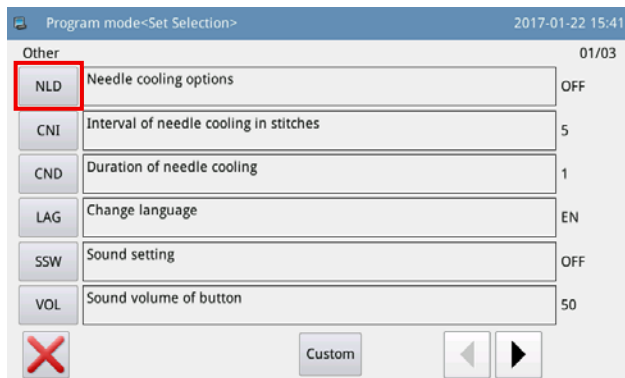 Program mode<Set Selection> 2017-01-22 15:41
Other 01/03
NLD Needle cooling options OFF
CNI Interval of needle cooling in stitches 5
CND Duration of needle cooling 1
LAG Change language EN
SSW Sound setting OFF
VOL Sound volume of button 50
Custom